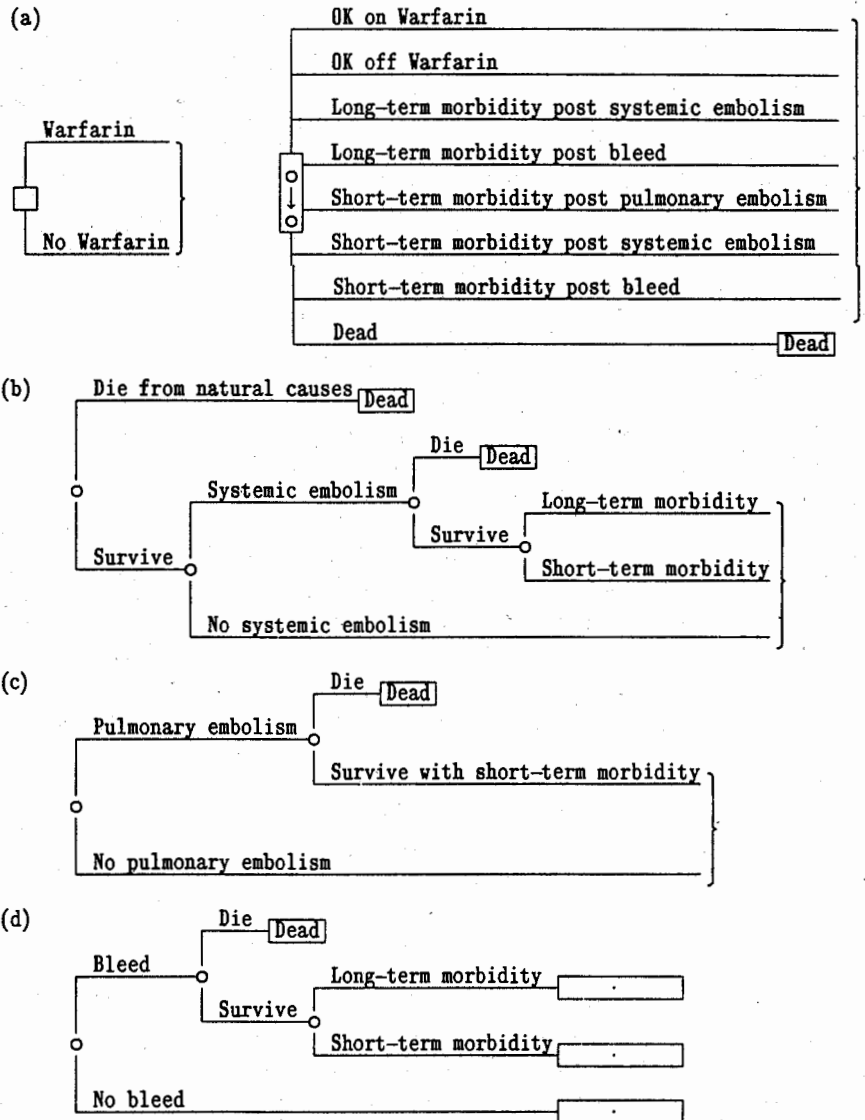 (a)
OK on Warfarin
OK off Warfarin
Long-term morbidity post systemic embolism
Warfarin
Long-term morbidity post bleed
Short-term morbidity post pulmonary embolism
No Warfarin
Short-term morbidity post systemic embolism
Short-term morbidity post bleed
Dead
Dead
(b)
Die from natural causes
Dead
Die
Dead
Systemic embolism
Long-term morbidity
Survive
Survive
Short-term morbidity
No systemic embolism
(c)
Die
Dead
Pulmonary embolism
Survive with short-term morbidity
No pulmonary embolism
(d)
Die
Dead
Bleed
Long-term morbidity
Survive
Short-term morbidity
No bleed